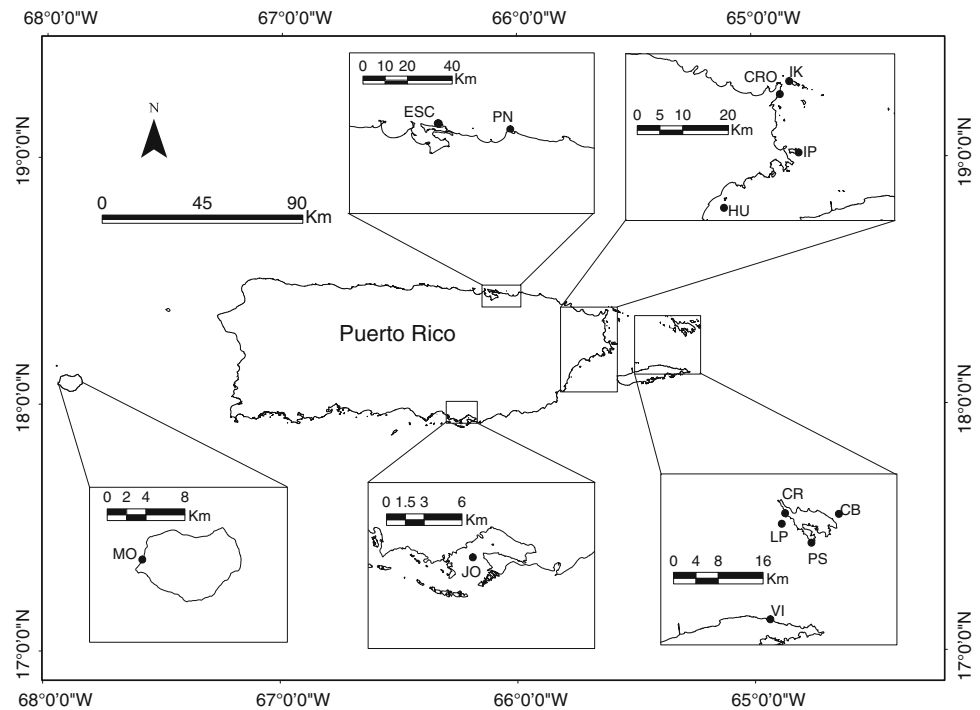 68°0'0"W 67°0'0"W 66°0'0"W 65°0'0"W
19°0'0"N
18°0'0"N
17°0'0"N
N
0 45 90
Km
0 10 20 40
Km
ESC
PN
CRO
IK
0 5 10 20
Km
IP
HU
19°0'0"N
18°0'0"N
17°0'0"N
Puerto Rico
0 2 4 8
Km
MO
0 1.5 3 6
Km
JO
CR
CB
LP
PS
0 4 8 16
Km
VI
68°0'0"W 67°0'0"W 66°0'0"W 65°0'0"W